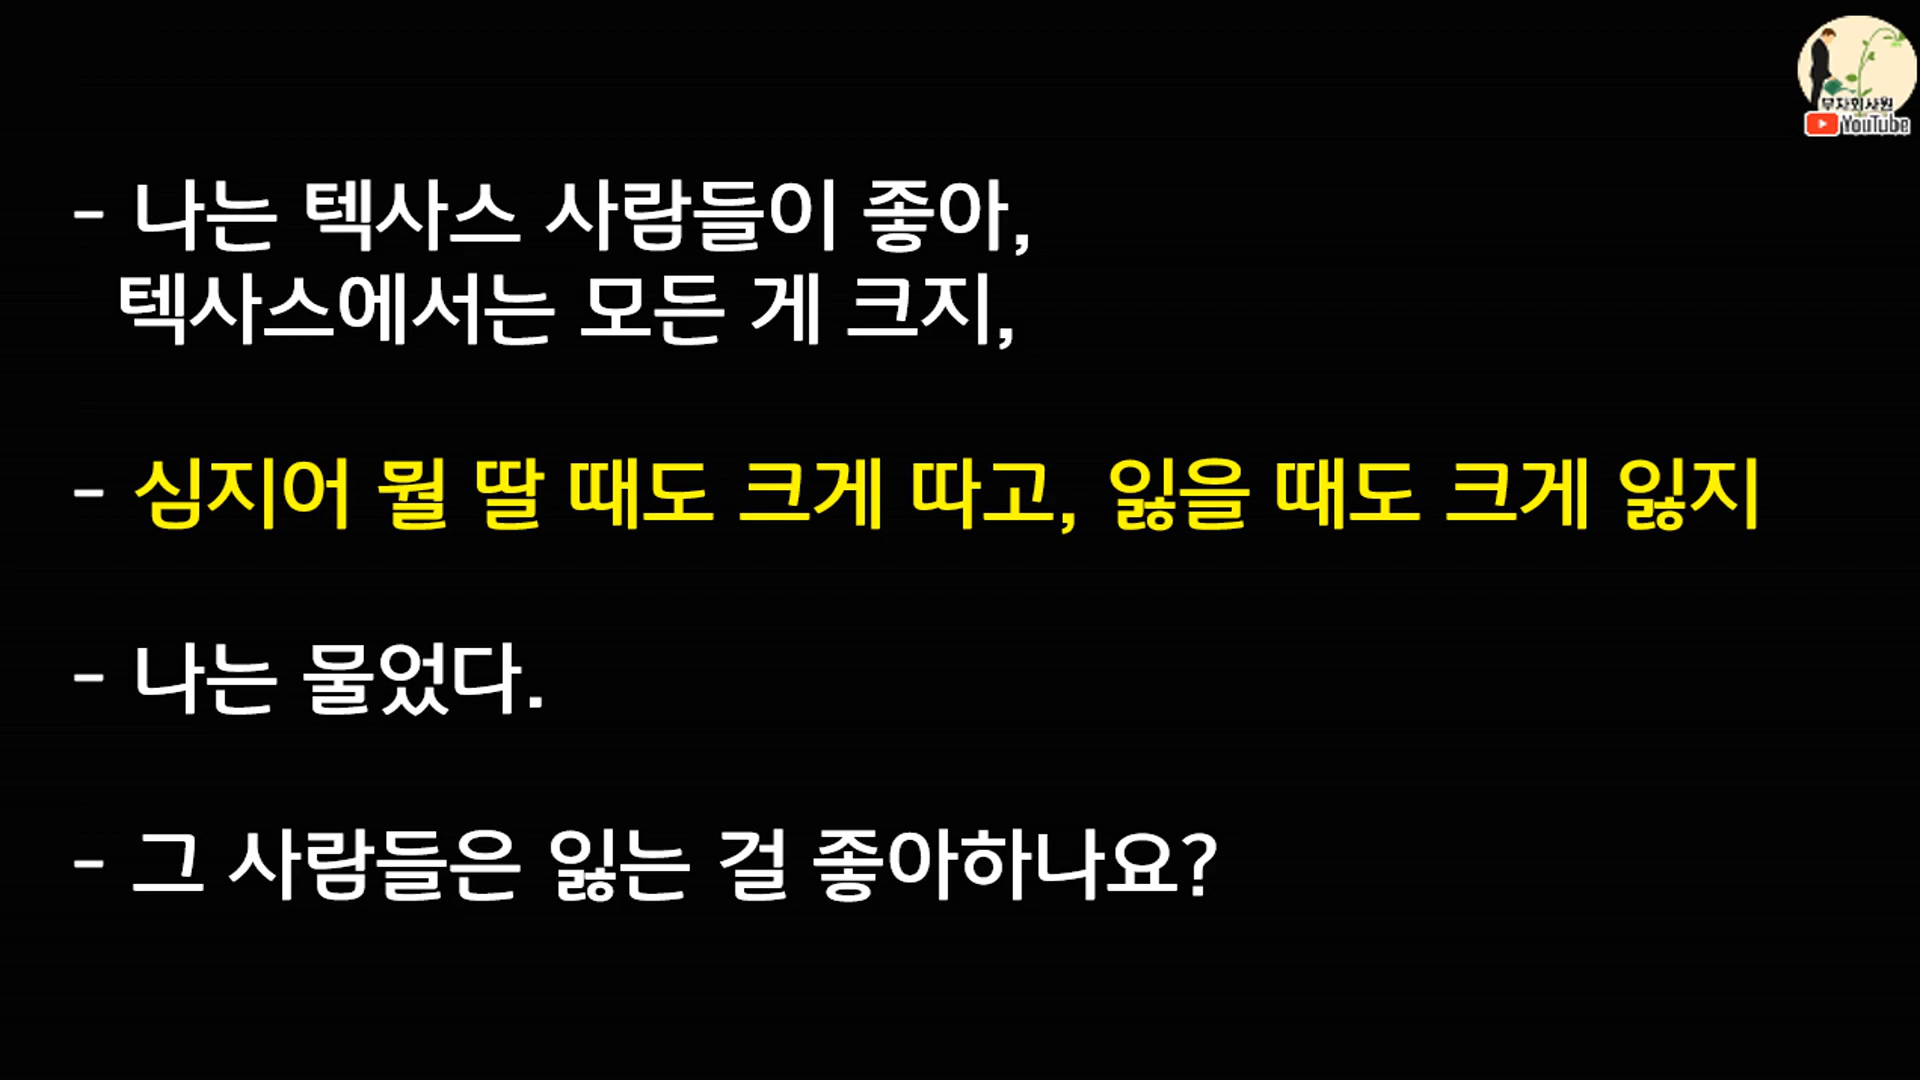 부자회사원
YouTube
- 나는 텍사스 사람들이 좋아,
텍사스에서는 모든 게 크지,
- 심지어 뭘 딸 때도 크게 따고, 잃을 때도 크게 잃지
- 나는 물었다.
- 그 사람들은 잃는 걸 좋아하나요?